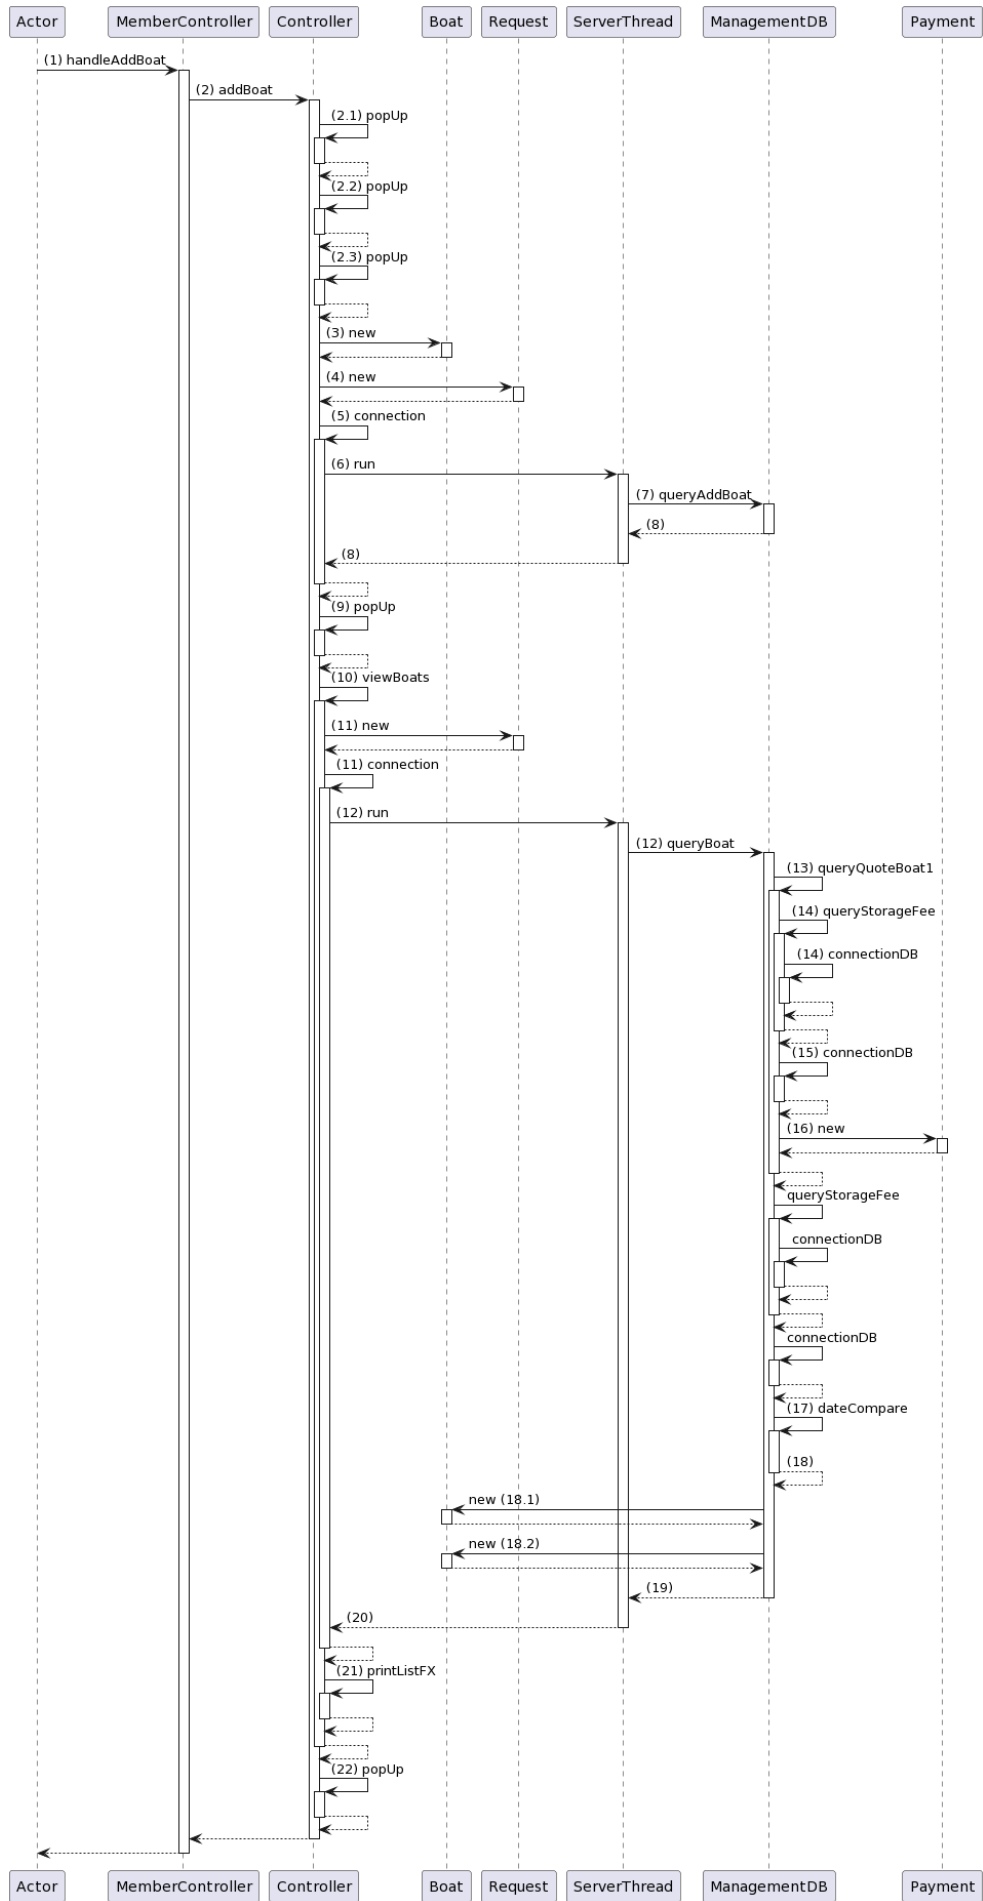 Actor MemberController Controller Boat Request ServerThread ManagementDB Payment
(1) handleAddBoat
(2) addBoat
(2.1) popUp
(2.2) popUp
(2.3) popUp
(3) new
(4) new
(5) connection
(6) run
(7) queryAddBoat
(8)
(8)
(9) popUp
(10) viewBoats
(11) new
(11) connection
(12) run
(12) queryBoat
(13) queryQuoteBoat1
(14) queryStorageFee
(14) connectionDB
(15) connectionDB
(16) new
queryStorageFee
connectionDB
connectionDB
(17) dateCompare
(18)
new (18.1)
new (18.2)
(19)
(20)
(21) printListFX
(22) popUp
Actor MemberController Controller Boat Request ServerThread ManagementDB Payment